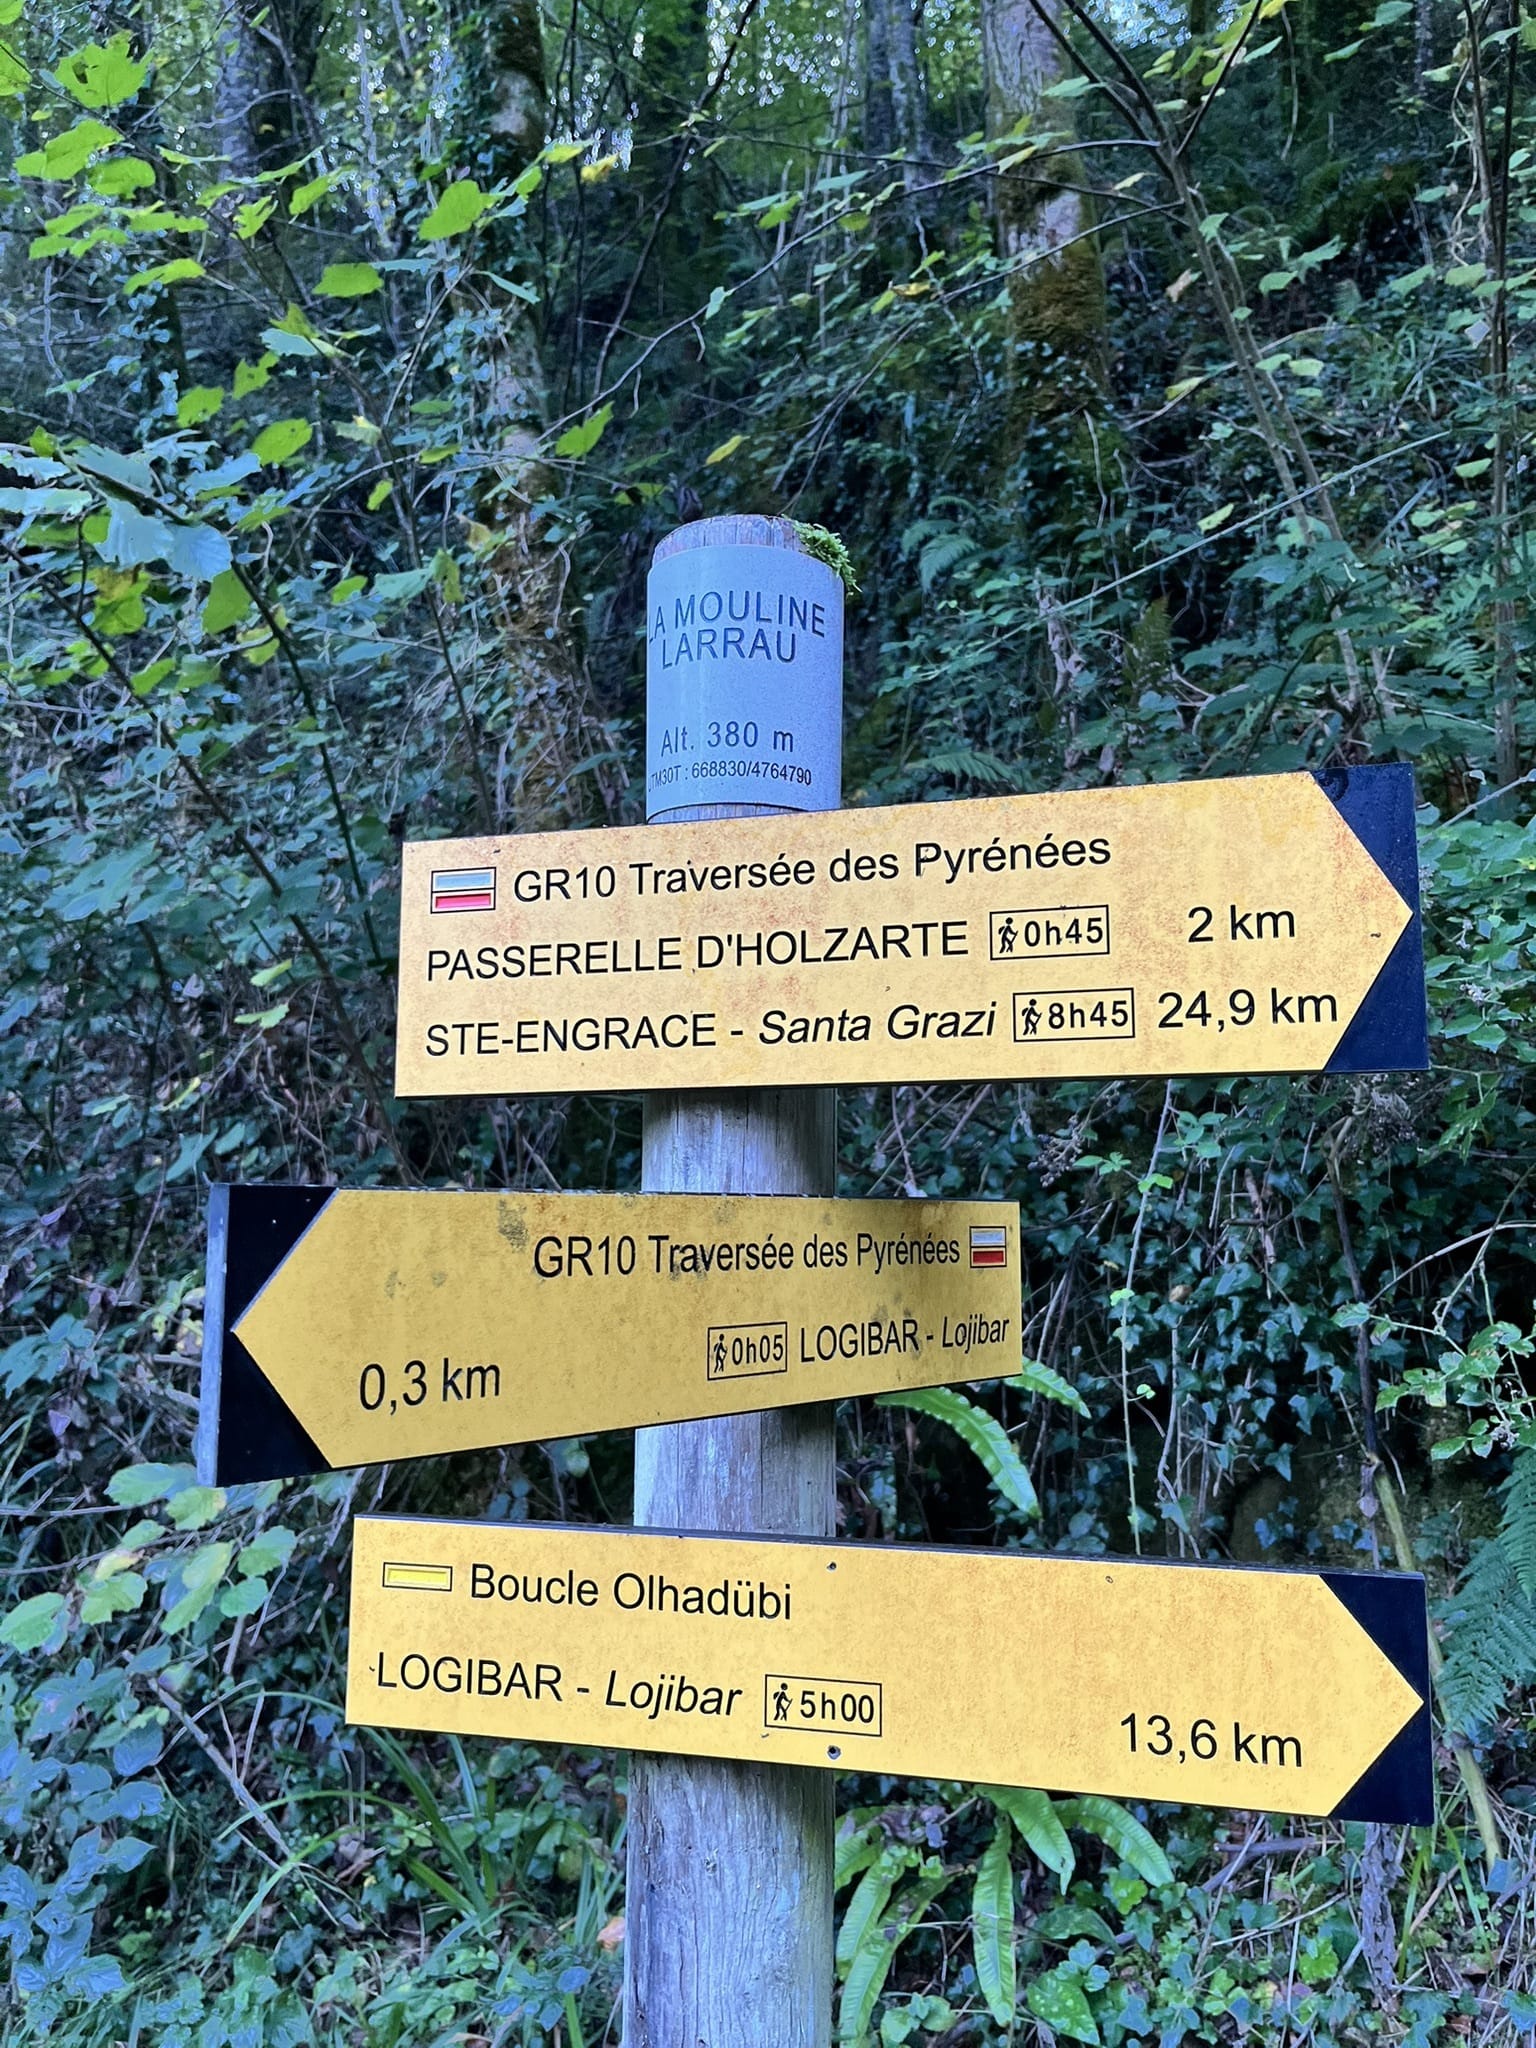 LA MOULINE
LARRAU
Alt. 380 m
UTM30T : 668830/4764790
GR10 Traversée des Pyrénées
PASSERELLE D'HOLZARTE 0h45 2 km
STE-ENGRACE - Santa Grazi 8h45 24,9 km
GR10 Traversée des Pyrénées
0,3 km 0h05 LOGIBAR - Lojibar
Boucle Olhadübi
LOGIBAR - Lojibar 5h00 13,6 km